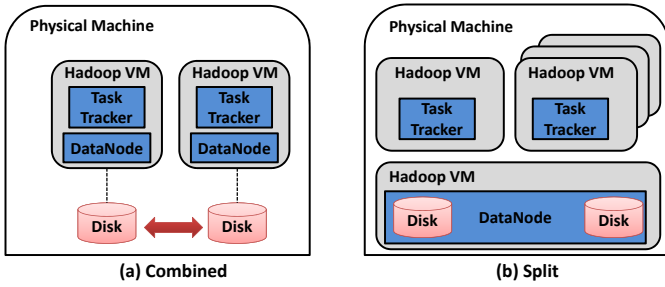 Physical Machine
Hadoop VM
Task
Tracker
DataNode
Disk
Hadoop VM
Task
Tracker
DataNode
Disk
(a) Combined
Physical Machine
Hadoop VM
Task
Tracker
Hadoop VM
Task
Tracker
Hadoop VM
Disk
DataNode
Disk
(b) Split